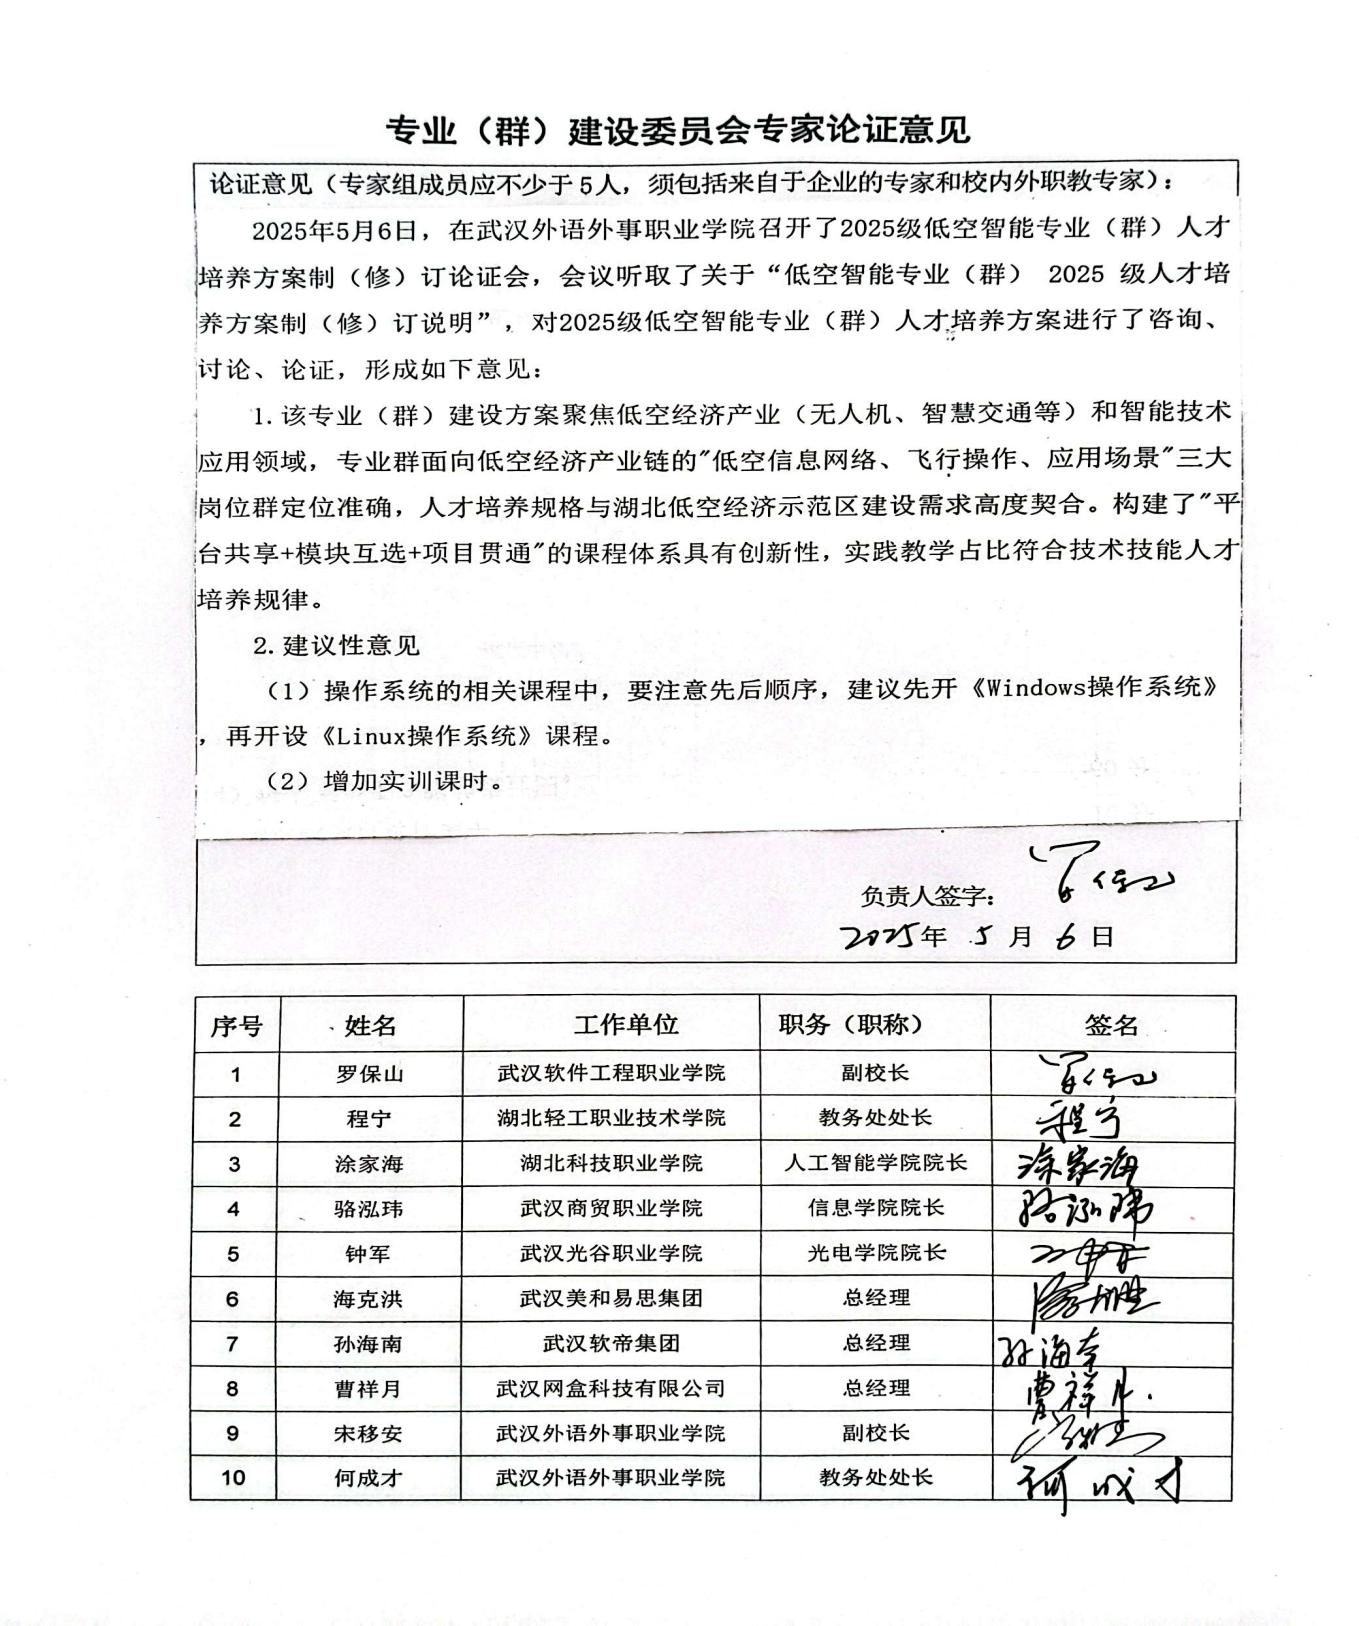 专业（群）建设委员会专家论证意见
论证意见（专家组成员应不少于5人，须包括来自于企业的专家和校内外职教专家）：
2025年5月6日，在武汉外语外事职业学院召开了2025级低空智能专业（群）人才
培养方案制（修）订论证会，会议听取了关于“低空智能专业（群） 2025 级人才培
养方案制（修）订说明”，对2025级低空智能专业（群）人才培养方案进行了咨询、
讨论、论证，形成如下意见：
1.该专业（群）建设方案聚焦低空经济产业（无人机、智慧交通等）和智能技术
应用领域，专业群面向低空经济产业链的"低空信息网络、飞行操作、应用场景"三大
岗位群定位准确，人才培养规格与湖北低空经济示范区建设需求高度契合。构建了"平
台共享+模块互选+项目贯通"的课程体系具有创新性，实践教学占比符合技术技能人才
培养规律。
2.建议性意见
（1）操作系统的相关课程中，要注意先后顺序，建议先开《Windows操作系统》
，再开设《Linux操作系统》课程。
（2）增加实训课时。
负责人签字：
2025年 5 月 6 日
序号 姓名 工作单位 职务（职称） 签名
1 罗保山 武汉软件工程职业学院 副校长
2 程宁 湖北轻工职业技术学院 教务处处长 程宁
3 涂家海 湖北科技职业学院 人工智能学院院长 涂家海
4 骆泓玮 武汉商贸职业学院 信息学院院长 骆泓玮
5 钟军 武汉光谷职业学院 光电学院院长
6 海克洪 武汉美和易思集团 总经理
7 孙海南 武汉软帝集团 总经理 孙海南
8 曹祥月 武汉网盒科技有限公司 总经理 曹祥月
9 宋移安 武汉外语外事职业学院 副校长
10 何成才 武汉外语外事职业学院 教务处处长 何成才